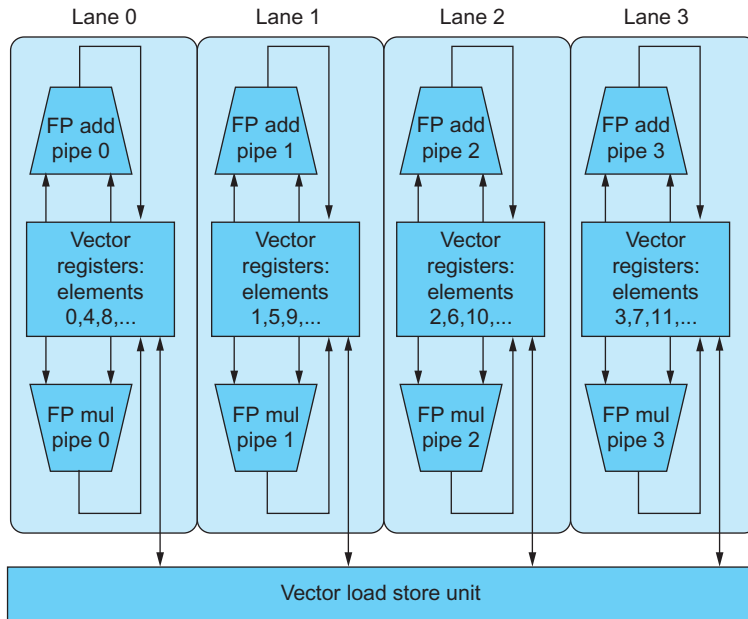 Lane 0
Lane 1
Lane 2
Lane 3
FP add
pipe 0
FP add
pipe 1
FP add
pipe 2
FP add
pipe 3
Vector
registers:
elements
0,4,8,...
Vector
registers:
elements
1,5,9,...
Vector
registers:
elements
2,6,10,...
Vector
registers:
elements
3,7,11,...
FP mul
pipe 0
FP mul
pipe 1
FP mul
pipe 2
FP mul
pipe 3
Vector load store unit